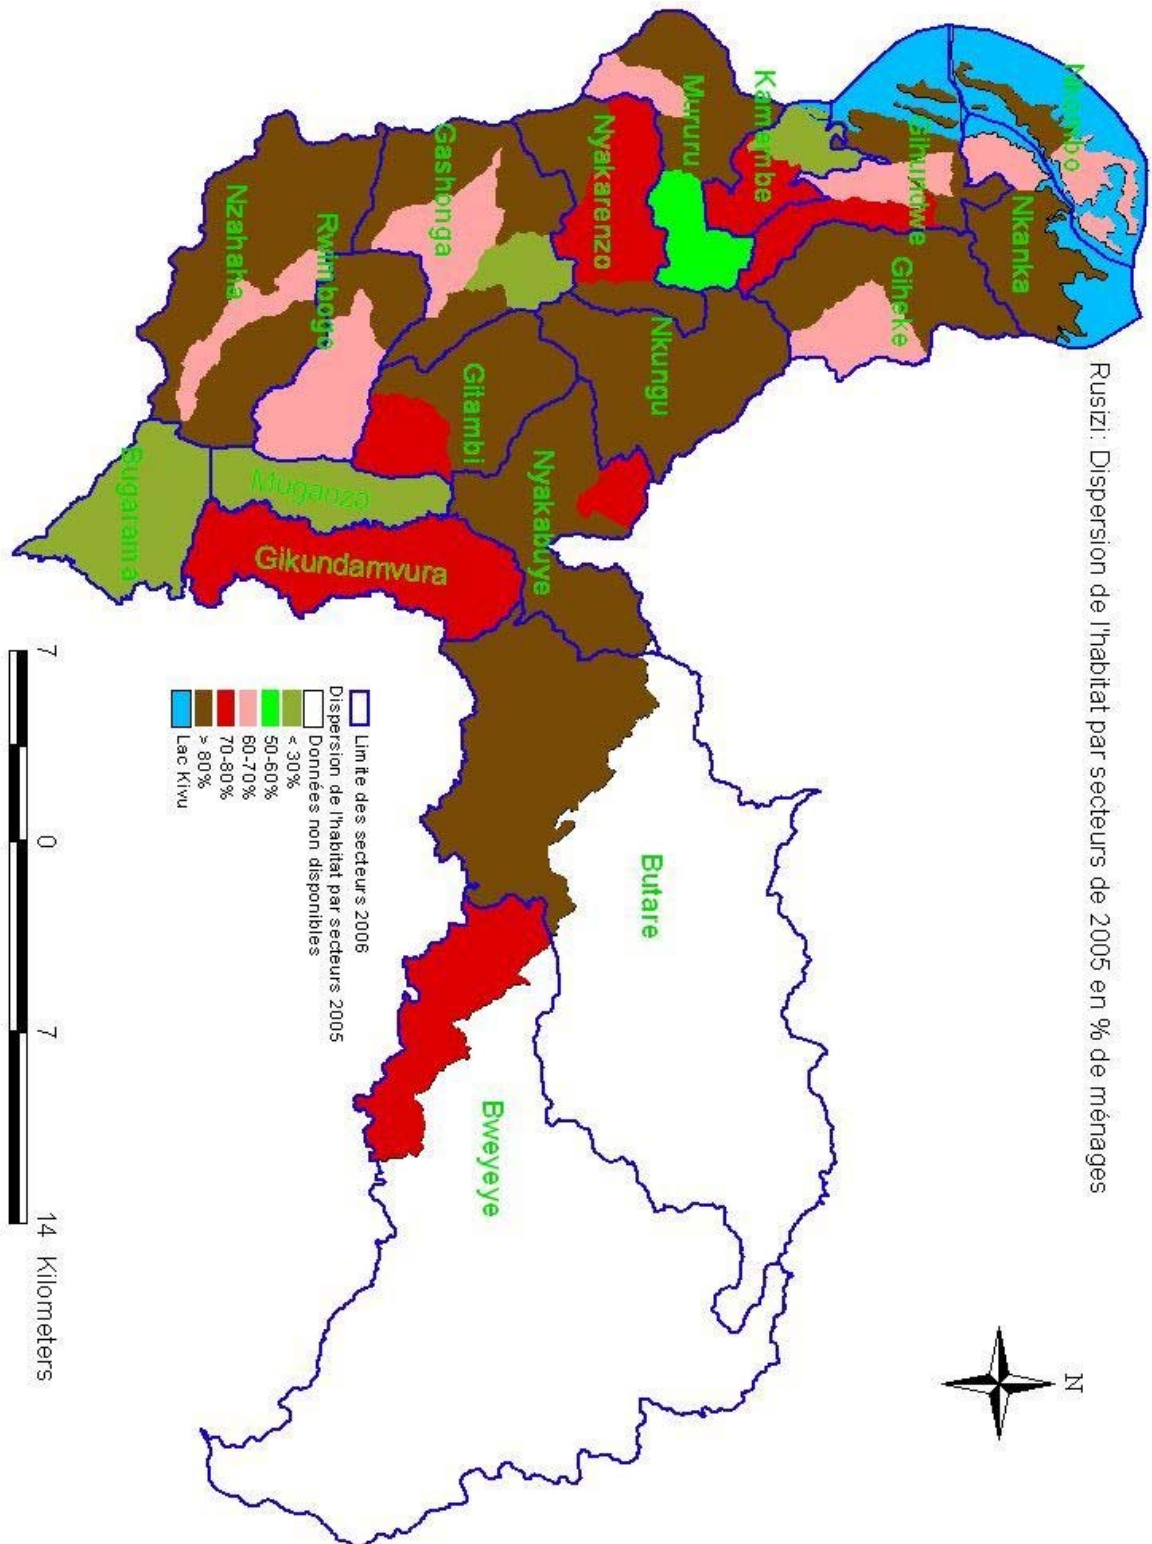 Rusizi: Dispersion de l'habitat par secteurs de 2005 en % de ménages
N
Nkombo
Gihundwe
Nkanka
Kamembe
Giheke
Mururu
Nyakarenzo
Nkungu
Butare
Gashonga
Gitambi
Nyakabuye
Bweyeye
Rwimbogo
Muganza
Gikundamvura
Nzahaha
Bugarama
Limite des secteurs 2006
Dispersion de l'habitat par secteurs 2005
Données non disponibles
< 30%
50-60%
60-70%
70-80%
> 80%
Lac Kivu
7 0 7 14 Kilometers